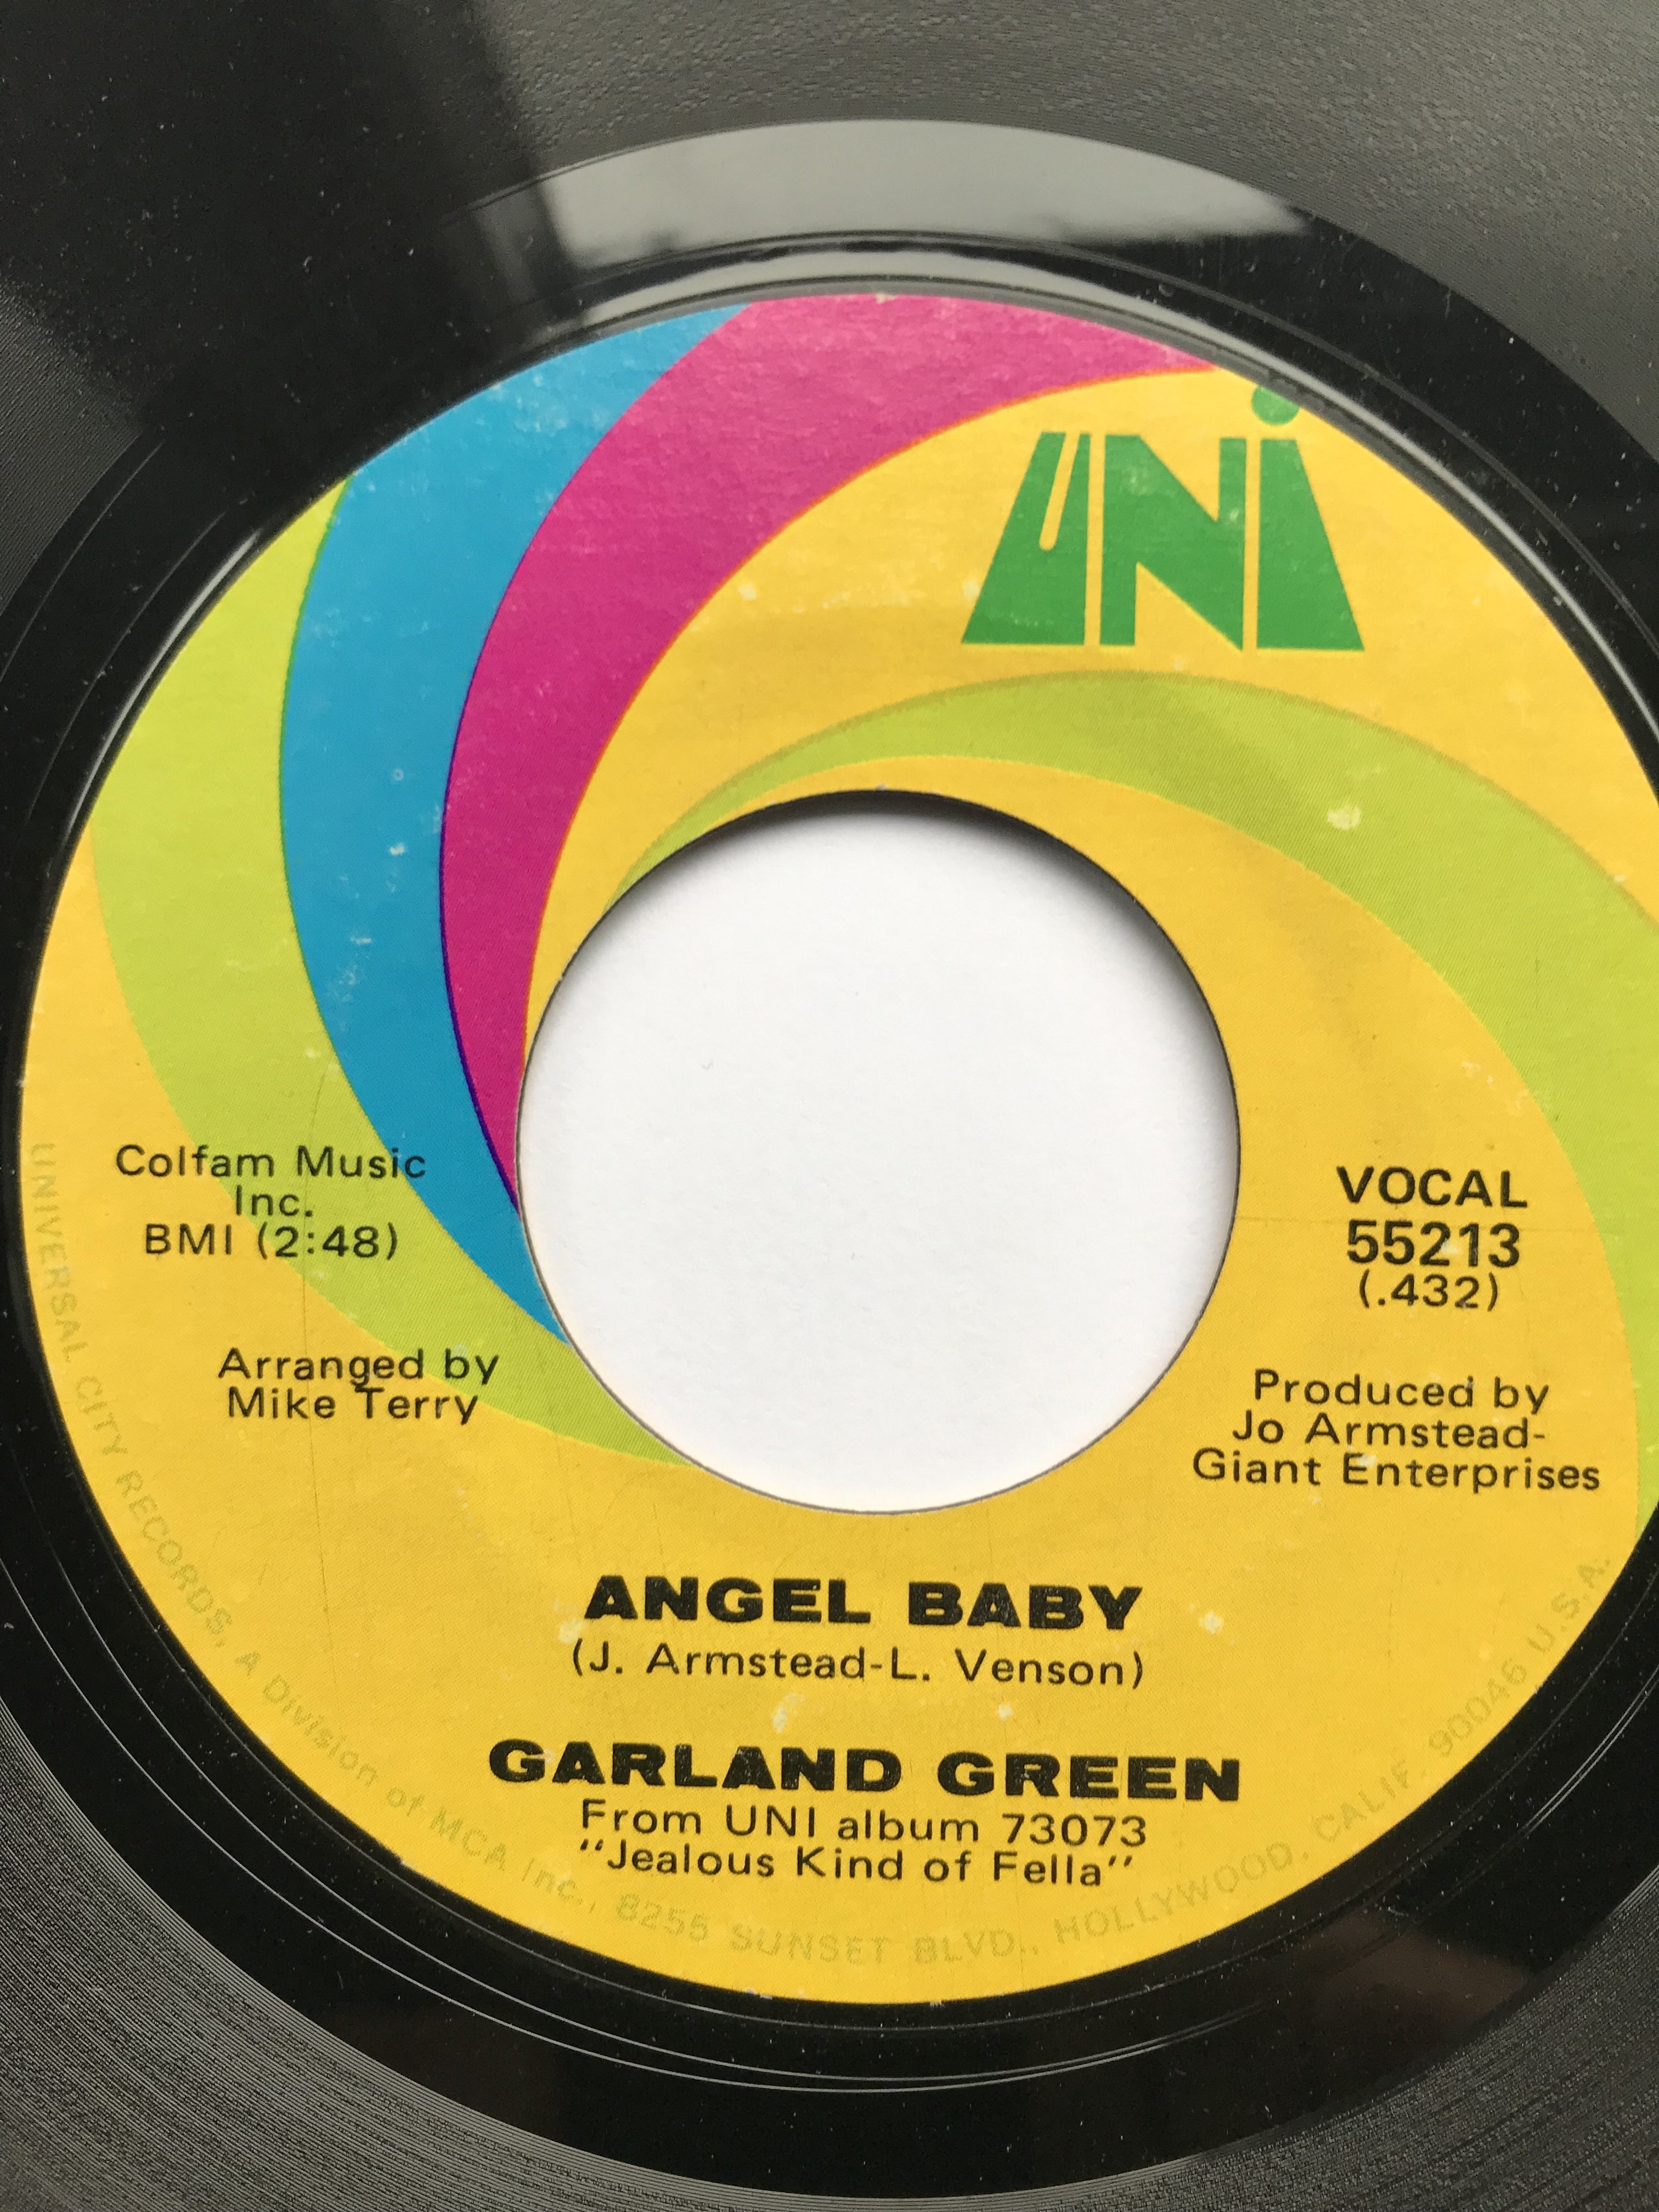 UNi
Colfam Music
Inc.
BMI (2:48)
Arranged by
Mike Terry
VOCAL
55213
(.432)
Produced by
Jo Armstead-
Giant Enterprises
ANGEL BABY
(J. Armstead-L. Venson)
GARLAND GREEN
From UNI album 73073
"Jealous Kind of Fella"
UNIVERSAL CITY RECORDS, A Division of MCA Inc., 8255 SUNSET BLVD., HOLLYWOOD, CALIF. 90046 U.S.A.